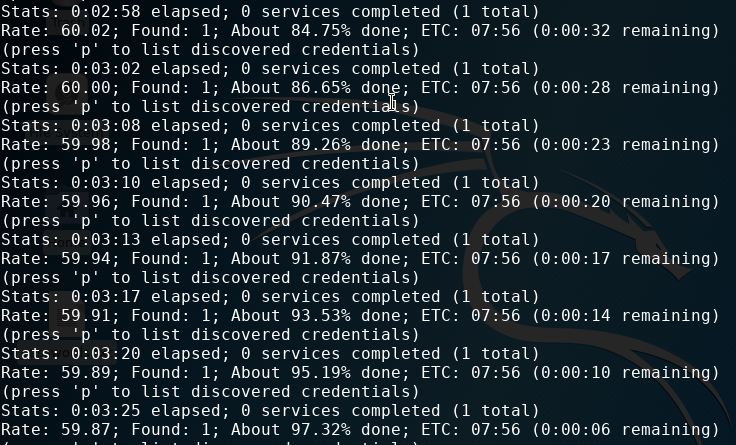 Stats: 0:02:58 elapsed; 0 services completed (1 total)
Rate: 60.02; Found: 1; About 84.75% done; ETC: 07:56 (0:00:32 remaining)
(press 'p' to list discovered credentials)
Stats: 0:03:02 elapsed; 0 services completed (1 total)
Rate: 60.00; Found: 1; About 86.65% done; ETC: 07:56 (0:00:28 remaining)
(press 'p' to list discovered credentials)
Stats: 0:03:08 elapsed; 0 services completed (1 total)
Rate: 59.98; Found: 1; About 89.26% done; ETC: 07:56 (0:00:23 remaining)
(press 'p' to list discovered credentials)
Stats: 0:03:10 elapsed; 0 services completed (1 total)
Rate: 59.96; Found: 1; About 90.47% done; ETC: 07:56 (0:00:20 remaining)
(press 'p' to list discovered credentials)
Stats: 0:03:13 elapsed; 0 services completed (1 total)
Rate: 59.94; Found: 1; About 91.87% done; ETC: 07:56 (0:00:17 remaining)
(press 'p' to list discovered credentials)
Stats: 0:03:17 elapsed; 0 services completed (1 total)
Rate: 59.91; Found: 1; About 93.53% done; ETC: 07:56 (0:00:14 remaining)
(press 'p' to list discovered credentials)
Stats: 0:03:20 elapsed; 0 services completed (1 total)
Rate: 59.89; Found: 1; About 95.19% done; ETC: 07:56 (0:00:10 remaining)
(press 'p' to list discovered credentials)
Stats: 0:03:25 elapsed; 0 services completed (1 total)
Rate: 59.87; Found: 1; About 97.32% done; ETC: 07:56 (0:00:06 remaining)